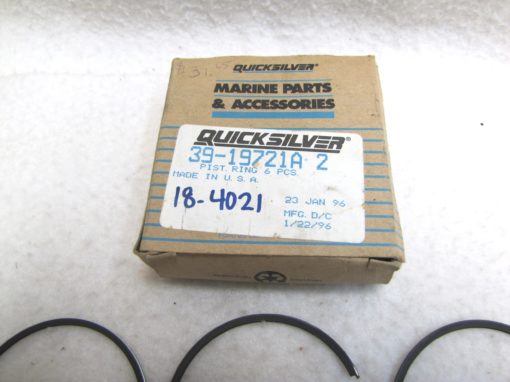 QUICKSILVER®
MARINE PARTS
& ACCESSORIES
QUICKSILVER®
39-19721A 2
PIST.RING 6 PCS.
MADE IN U.S.A.
18-4021
23 JAN 96
MFG. D/C
1/22/96